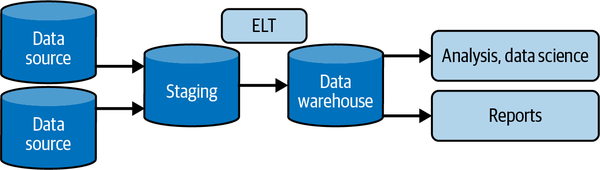 Data
source
Data
source
Staging
ELT
Data
warehouse
Analysis, data science
Reports